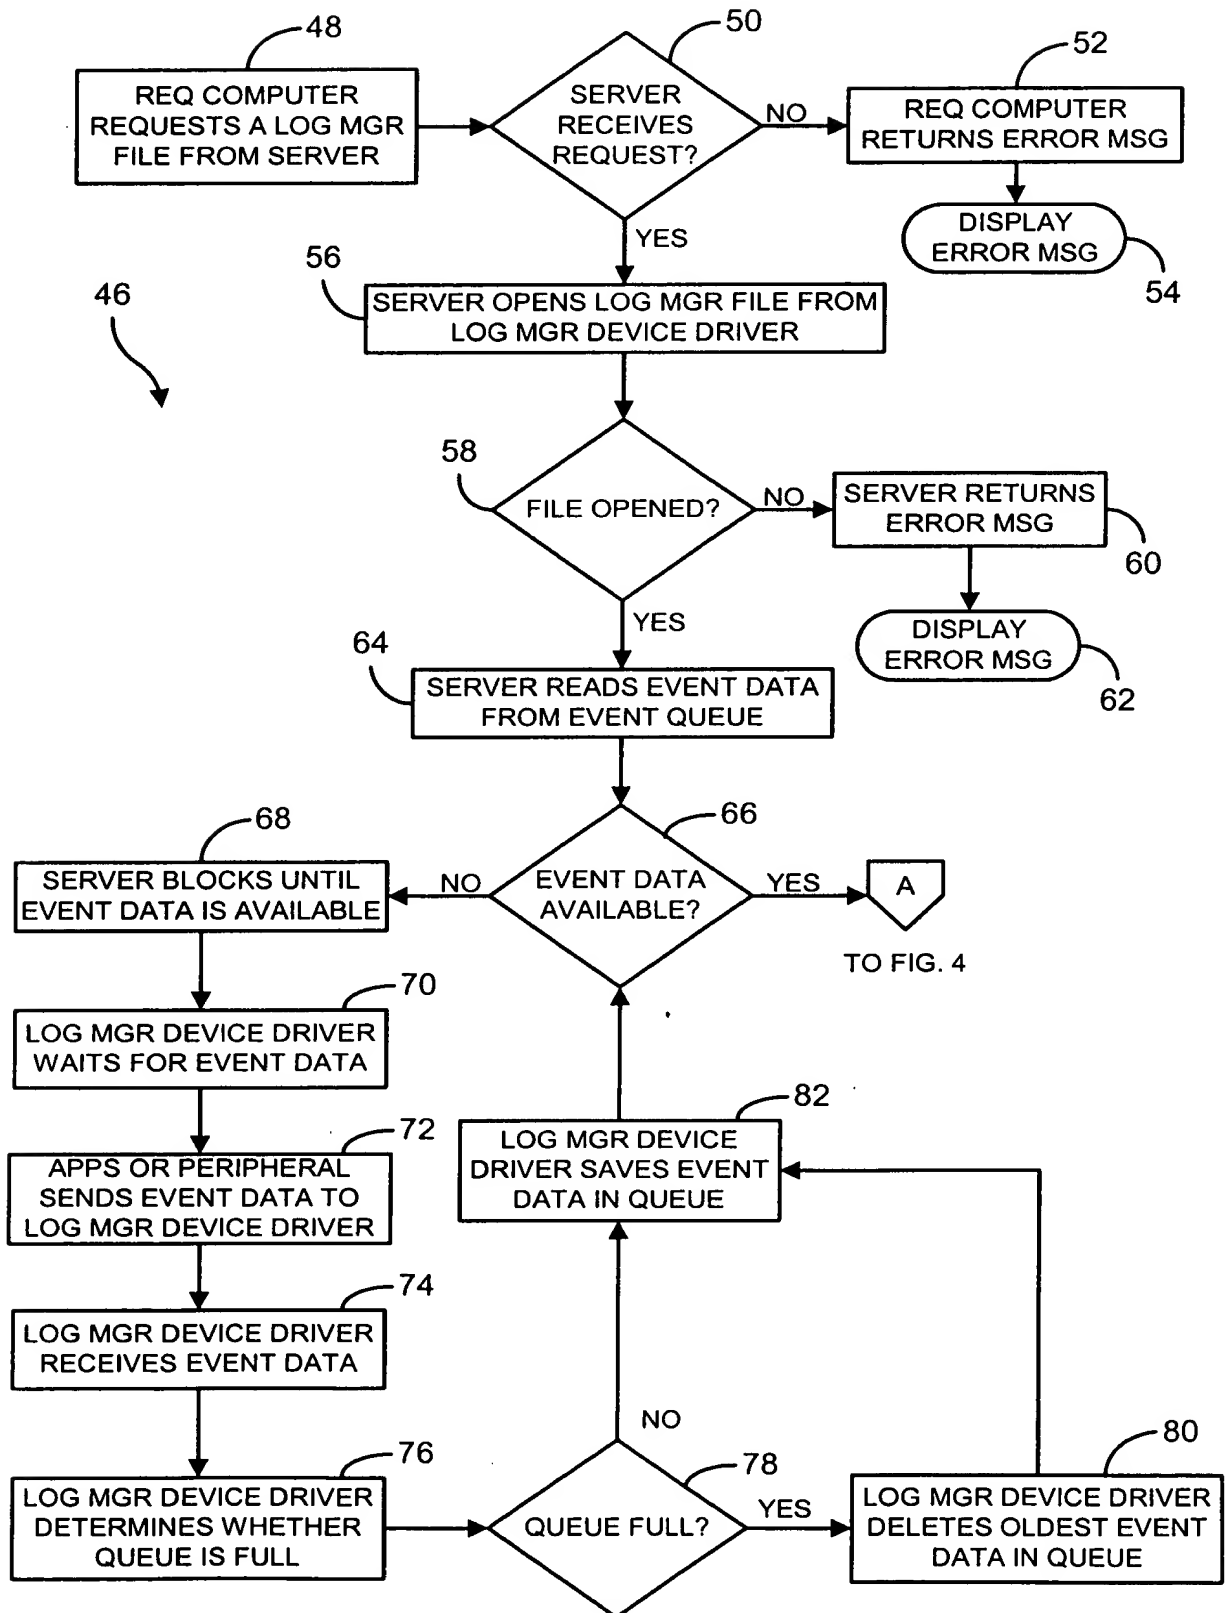 48
50
52
REQ COMPUTER
REQUESTS A LOG MGR
FILE FROM SERVER
SERVER
RECEIVES
REQUEST?
NO
REQ COMPUTER
RETURNS ERROR MSG
YES
DISPLAY
ERROR MSG
54
46
56
SERVER OPENS LOG MGR FILE FROM
LOG MGR DEVICE DRIVER
58
FILE OPENED?
NO
SERVER RETURNS
ERROR MSG
60
YES
DISPLAY
ERROR MSG
62
64
SERVER READS EVENT DATA
FROM EVENT QUEUE
66
68
SERVER BLOCKS UNTIL
EVENT DATA IS AVAILABLE
NO
EVENT DATA
AVAILABLE?
YES
A
TO FIG. 4
70
LOG MGR DEVICE DRIVER
WAITS FOR EVENT DATA
72
APPS OR PERIPHERAL
SENDS EVENT DATA TO
LOG MGR DEVICE DRIVER
82
LOG MGR DEVICE
DRIVER SAVES EVENT
DATA IN QUEUE
74
LOG MGR DEVICE DRIVER
RECEIVES EVENT DATA
76
LOG MGR DEVICE DRIVER
DETERMINES WHETHER
QUEUE IS FULL
NO
78
QUEUE FULL?
YES
80
LOG MGR DEVICE DRIVER
DELETES OLDEST EVENT
DATA IN QUEUE